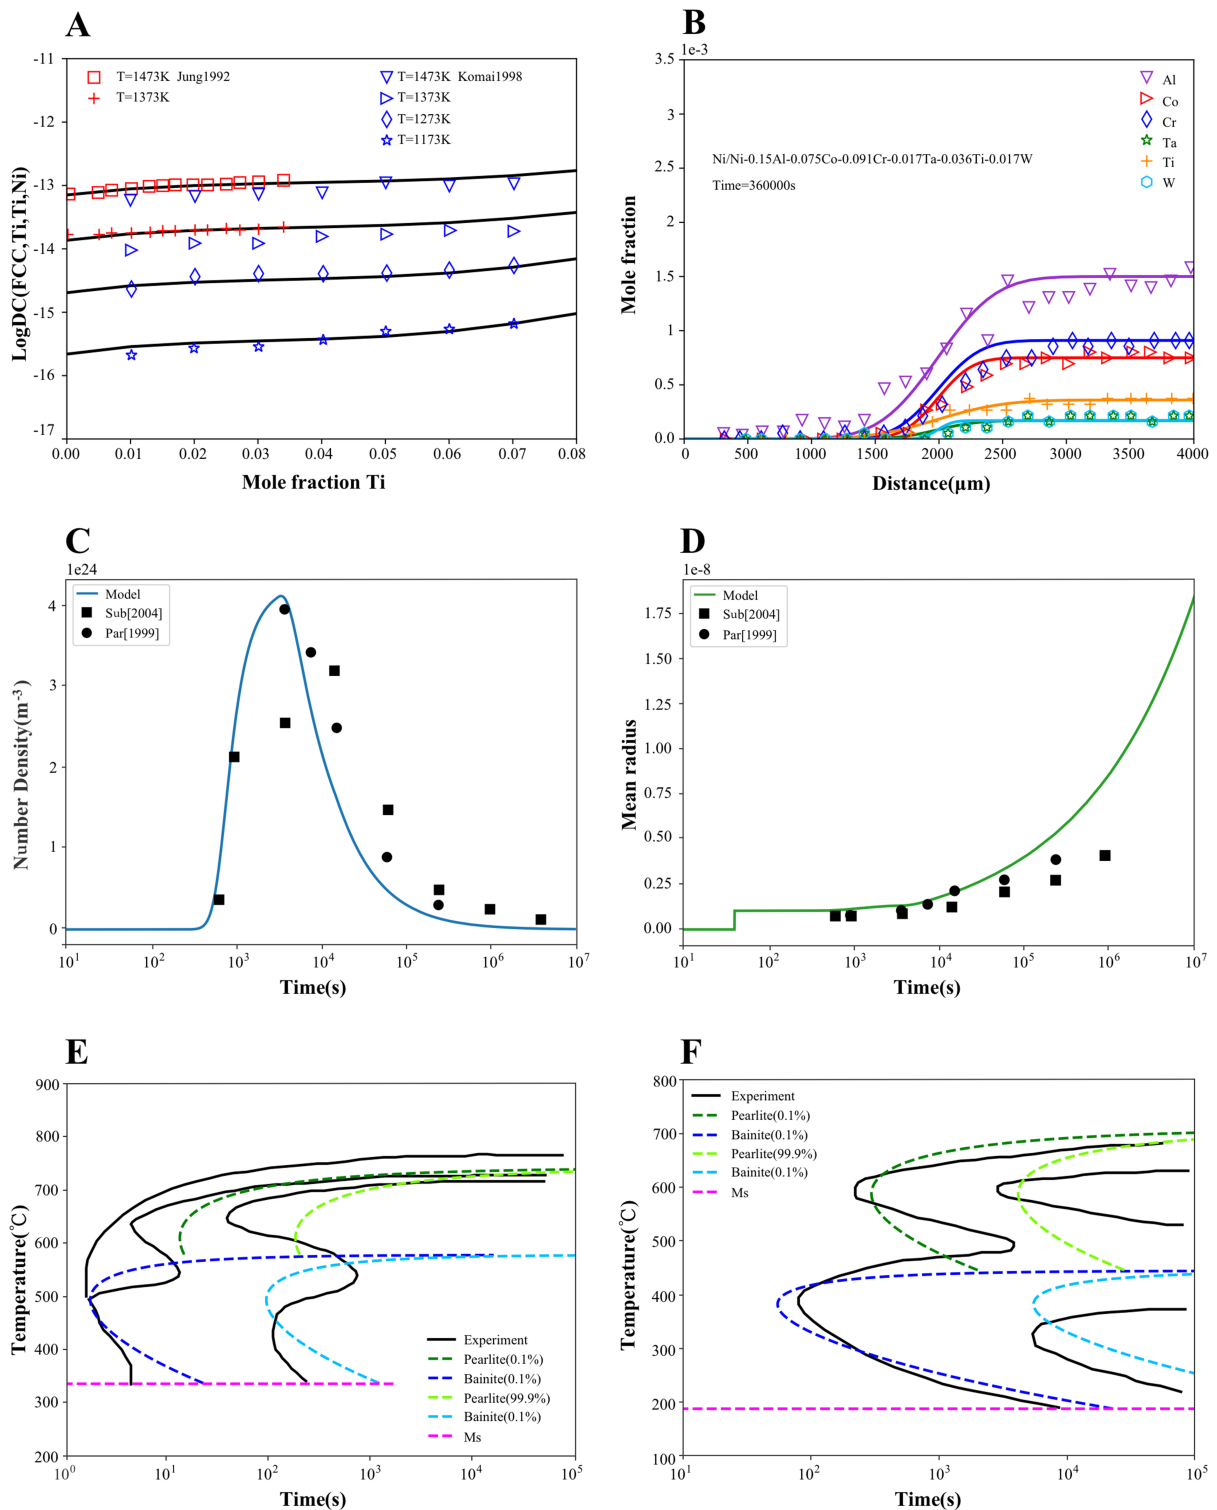 A
-11
-12
-13
-14
-15
-16
-17
LogDC(FCC,Ti,Ti,Ni)
T=1473K Jung1992
T=1373K
T=1473K Komai1998
T=1373K
T=1273K
T=1173K
0.00
0.01
0.02
0.03
0.04
0.05
0.06
0.07
0.08
Mole fraction Ti
B
1e-3
3.5
3
2.5
2
1.5
1
0.5
0.0
Mole fraction
Ni/Ni-0.15Al-0.075Co-0.091Cr-0.017Ta-0.036Ti-0.017W
Time=360000s
Al
Co
Cr
Ta
Ti
W
0
500
1000
1500
2000
2500
3000
3500
4000
Distance(μm)
C
1e24
4
3
2
1
0
Number Density(m⁻³)
Model
Sub[2004]
Par[1999]
10¹
10²
10³
10⁴
10⁵
10⁶
10⁷
Time(s)
D
1e-8
1.75
1.50
1.25
1.00
0.75
0.50
0.25
0.00
Mean radius
Model
Sub[2004]
Par[1999]
10¹
10²
10³
10⁴
10⁵
10⁶
10⁷
Time(s)
E
900
800
700
600
500
400
300
200
Temperature(℃)
Experiment
Pearlite(0.1%)
Bainite(0.1%)
Pearlite(99.9%)
Bainite(0.1%)
Ms
10⁰
10¹
10²
10³
10⁴
10⁵
Time(s)
F
800
700
600
500
400
300
200
100
Temperature(℃)
Experiment
Pearlite(0.1%)
Bainite(0.1%)
Pearlite(99.9%)
Bainite(0.1%)
Ms
10¹
10²
10³
10⁴
10⁵
Time(s)